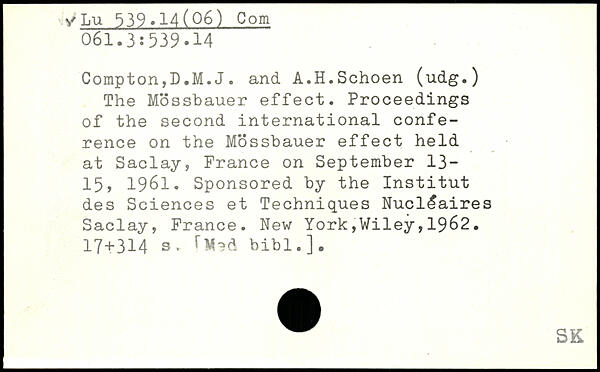 Lu 539.14(06) Com
061.3:539.14
Compton,D.M.J. and A.H.Schoen (udg.)
The Mössbauer effect. Proceedings
of the second international confe-
rence on the Mössbauer effect held
at Saclay, France on September 13-
15, 1961. Sponsored by the Institut
des Sciences et Techniques Nucléaires
Saclay, France. New York,Wiley,1962.
17+314 s. [Med bibl.].
SK